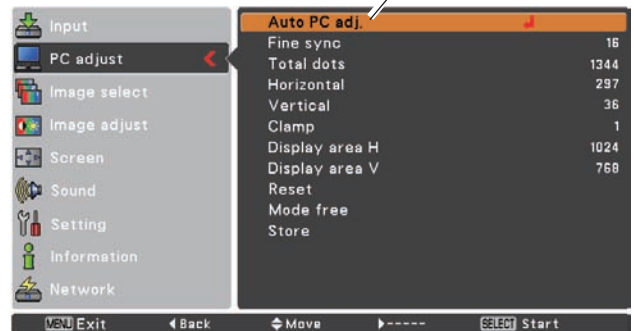 Input
PC adjust
Image select
Image adjust
Screen
Sound
Setting
Information
Network
Auto PC adj.
Fine sync 16
Total dots 1344
Horizontal 297
Vertical 36
Clamp 1
Display area H 1024
Display area V 768
Reset
Mode free
Store
MENU Exit Back Move ----- SELECT Start